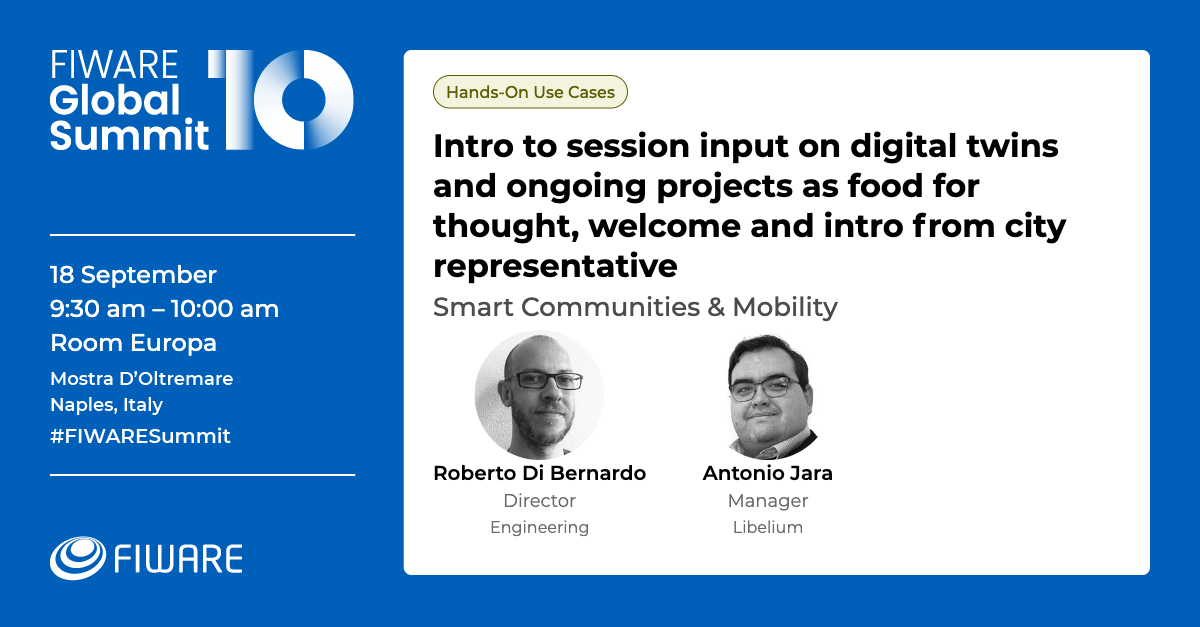 FIWARE
Global
Summit
10
18 September
9:30 am – 10:00 am
Room Europa
Mostra D’Oltremare
Naples, Italy
#FIWARESummit
FIWARE
Hands-On Use Cases
Intro to session input on digital twins
and ongoing projects as food for
thought, welcome and intro from city
representative
Smart Communities & Mobility
Roberto Di Bernardo
Director
Engineering
Antonio Jara
Manager
Libelium